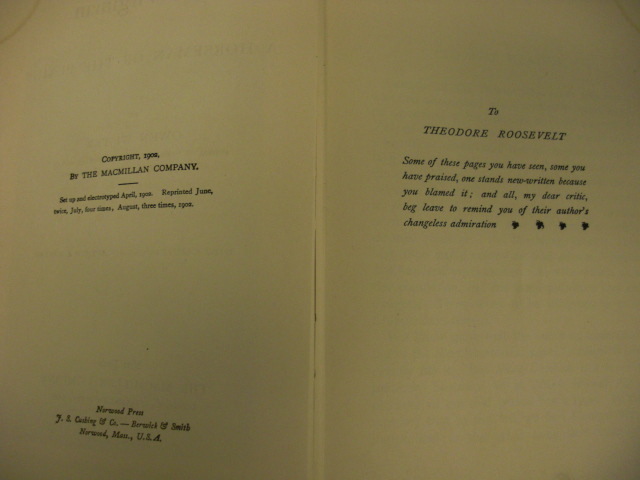 COPYRIGHT, 1902,
BY THE MACMILLAN COMPANY.
Set up and electrotyped April, 1902. Reprinted June,
twice, July, four times, August, three times, 1902.
Norwood Press
J. S. Cushing & Co. — Berwick & Smith
Norwood, Mass., U.S.A.
To
THEODORE ROOSEVELT
Some of these pages you have seen, some you
have praised, one stands new-written because
you blamed it; and all, my dear critic,
beg leave to remind you of their author's
changeless admiration